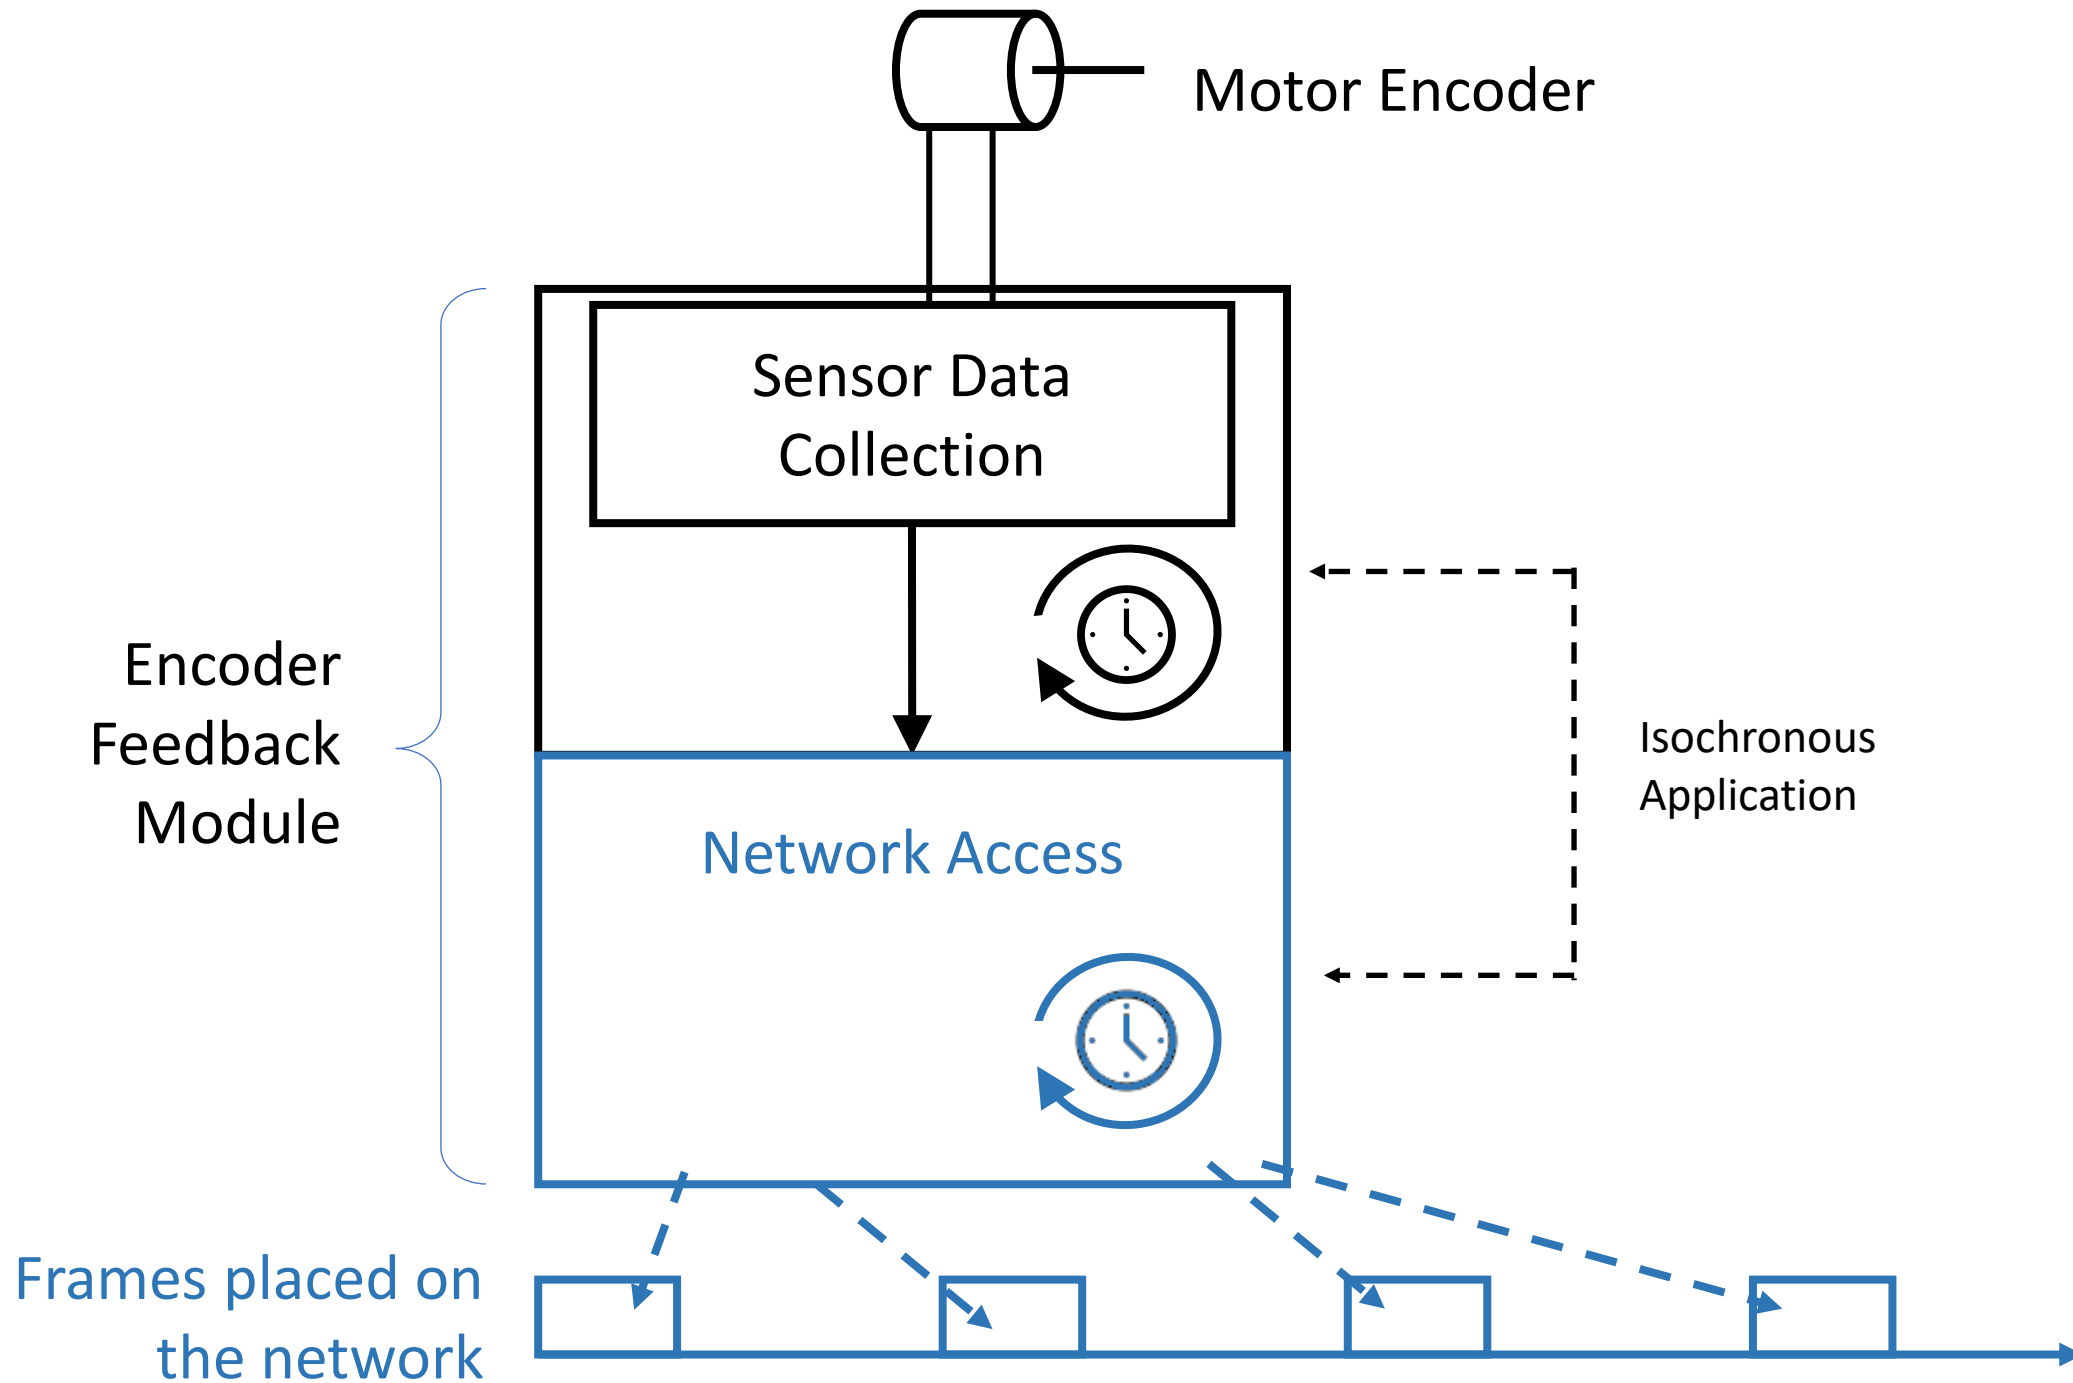 Motor Encoder
Sensor Data
Collection
Encoder
Feedback
Module
Isochronous
Application
Network Access
Frames placed on
the network